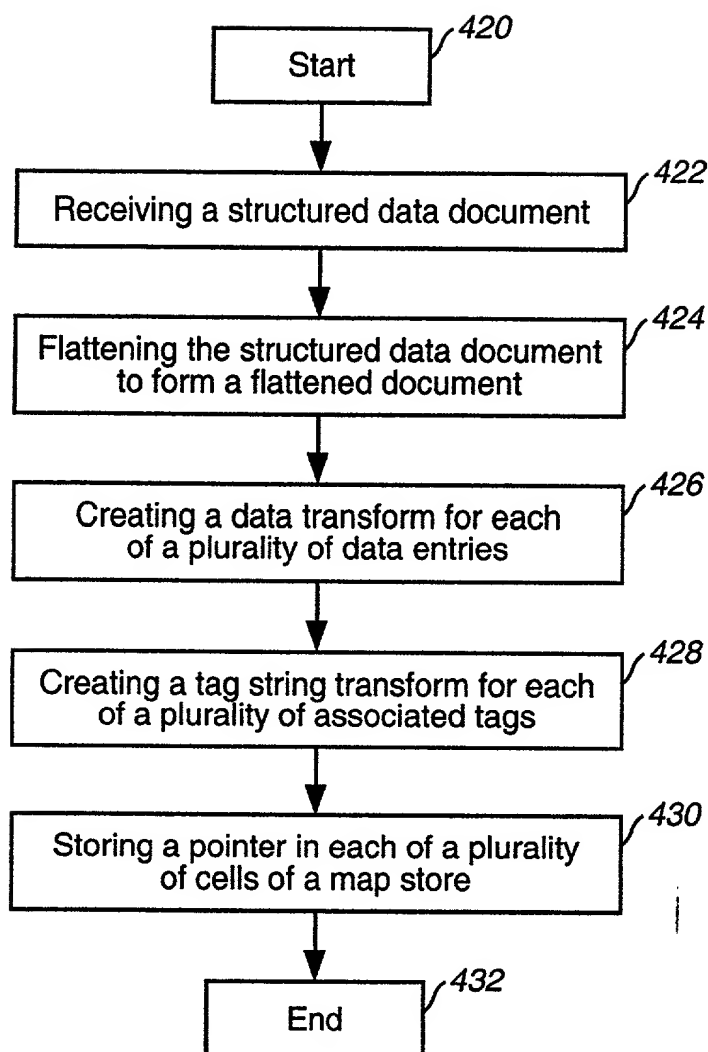 420
Start
422
Receiving a structured data document
424
Flattening the structured data document
to form a flattened document
426
Creating a data transform for each
of a plurality of data entries
428
Creating a tag string transform for each
of a plurality of associated tags
430
Storing a pointer in each of a plurality
of cells of a map store
432
End